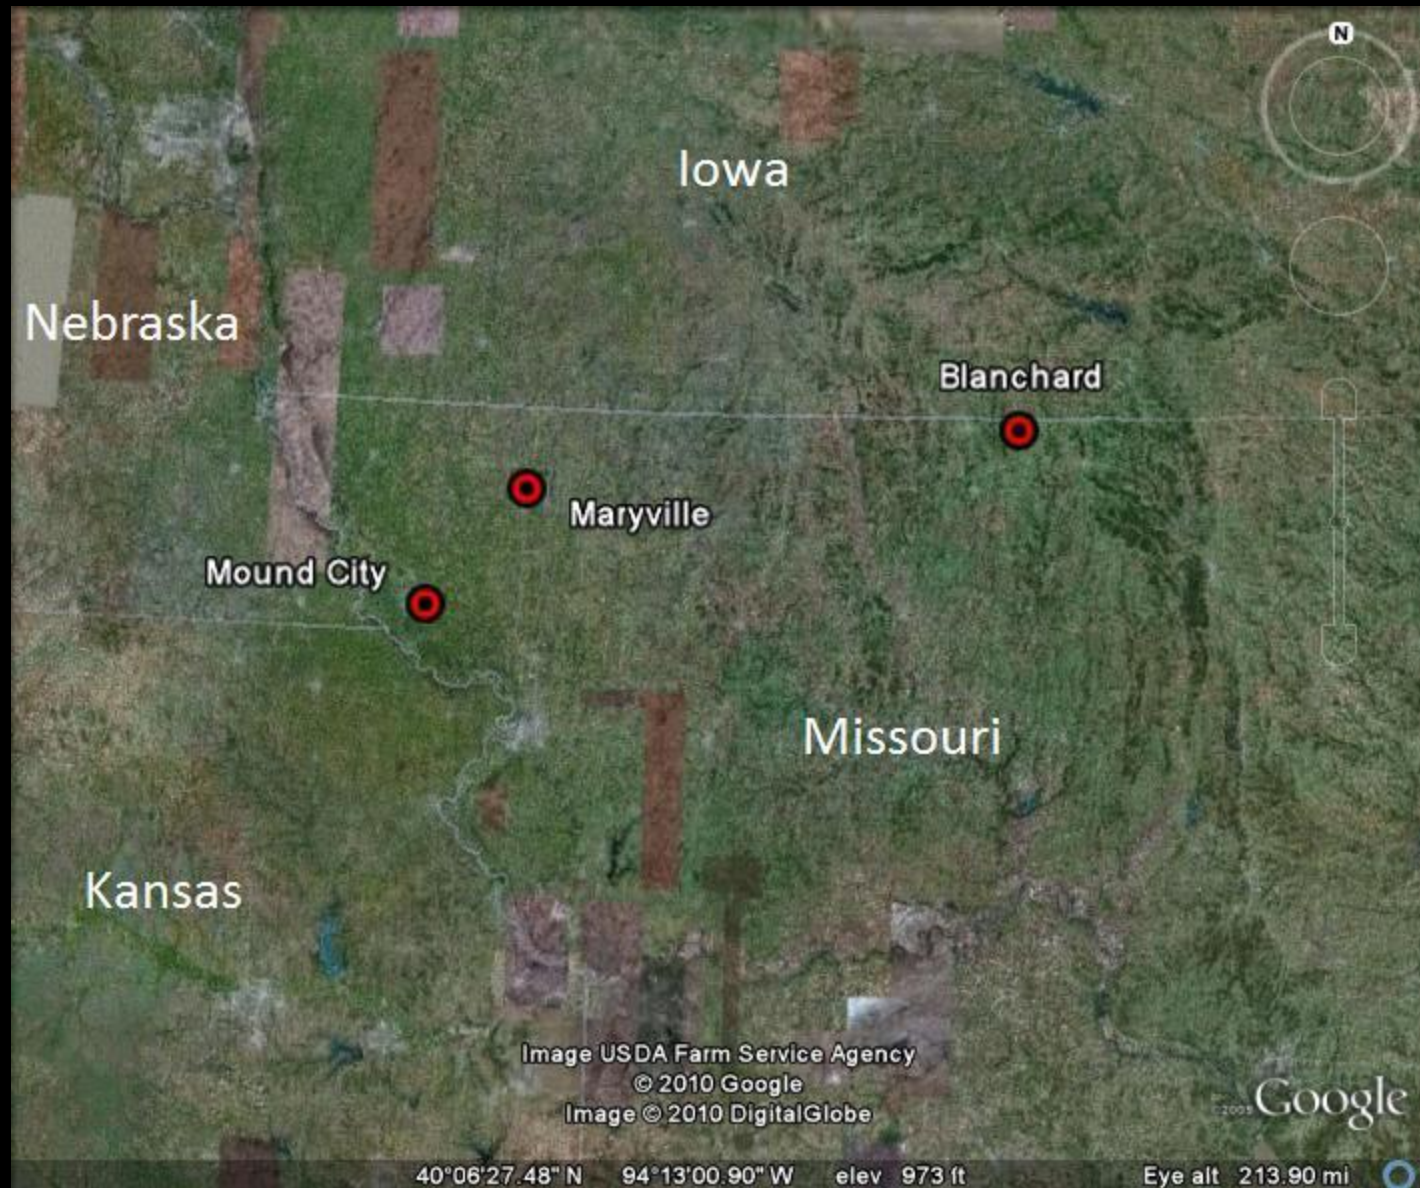 N
Iowa
Nebraska
Blanchard
Maryville
Mound City
Missouri
Kansas
Image USDA Farm Service Agency
© 2010 Google
Image © 2010 DigitalGlobe
©2009 Google
40°06'27.48" N 94°13'00.90" W elev 973 ft Eye alt 213.90 mi